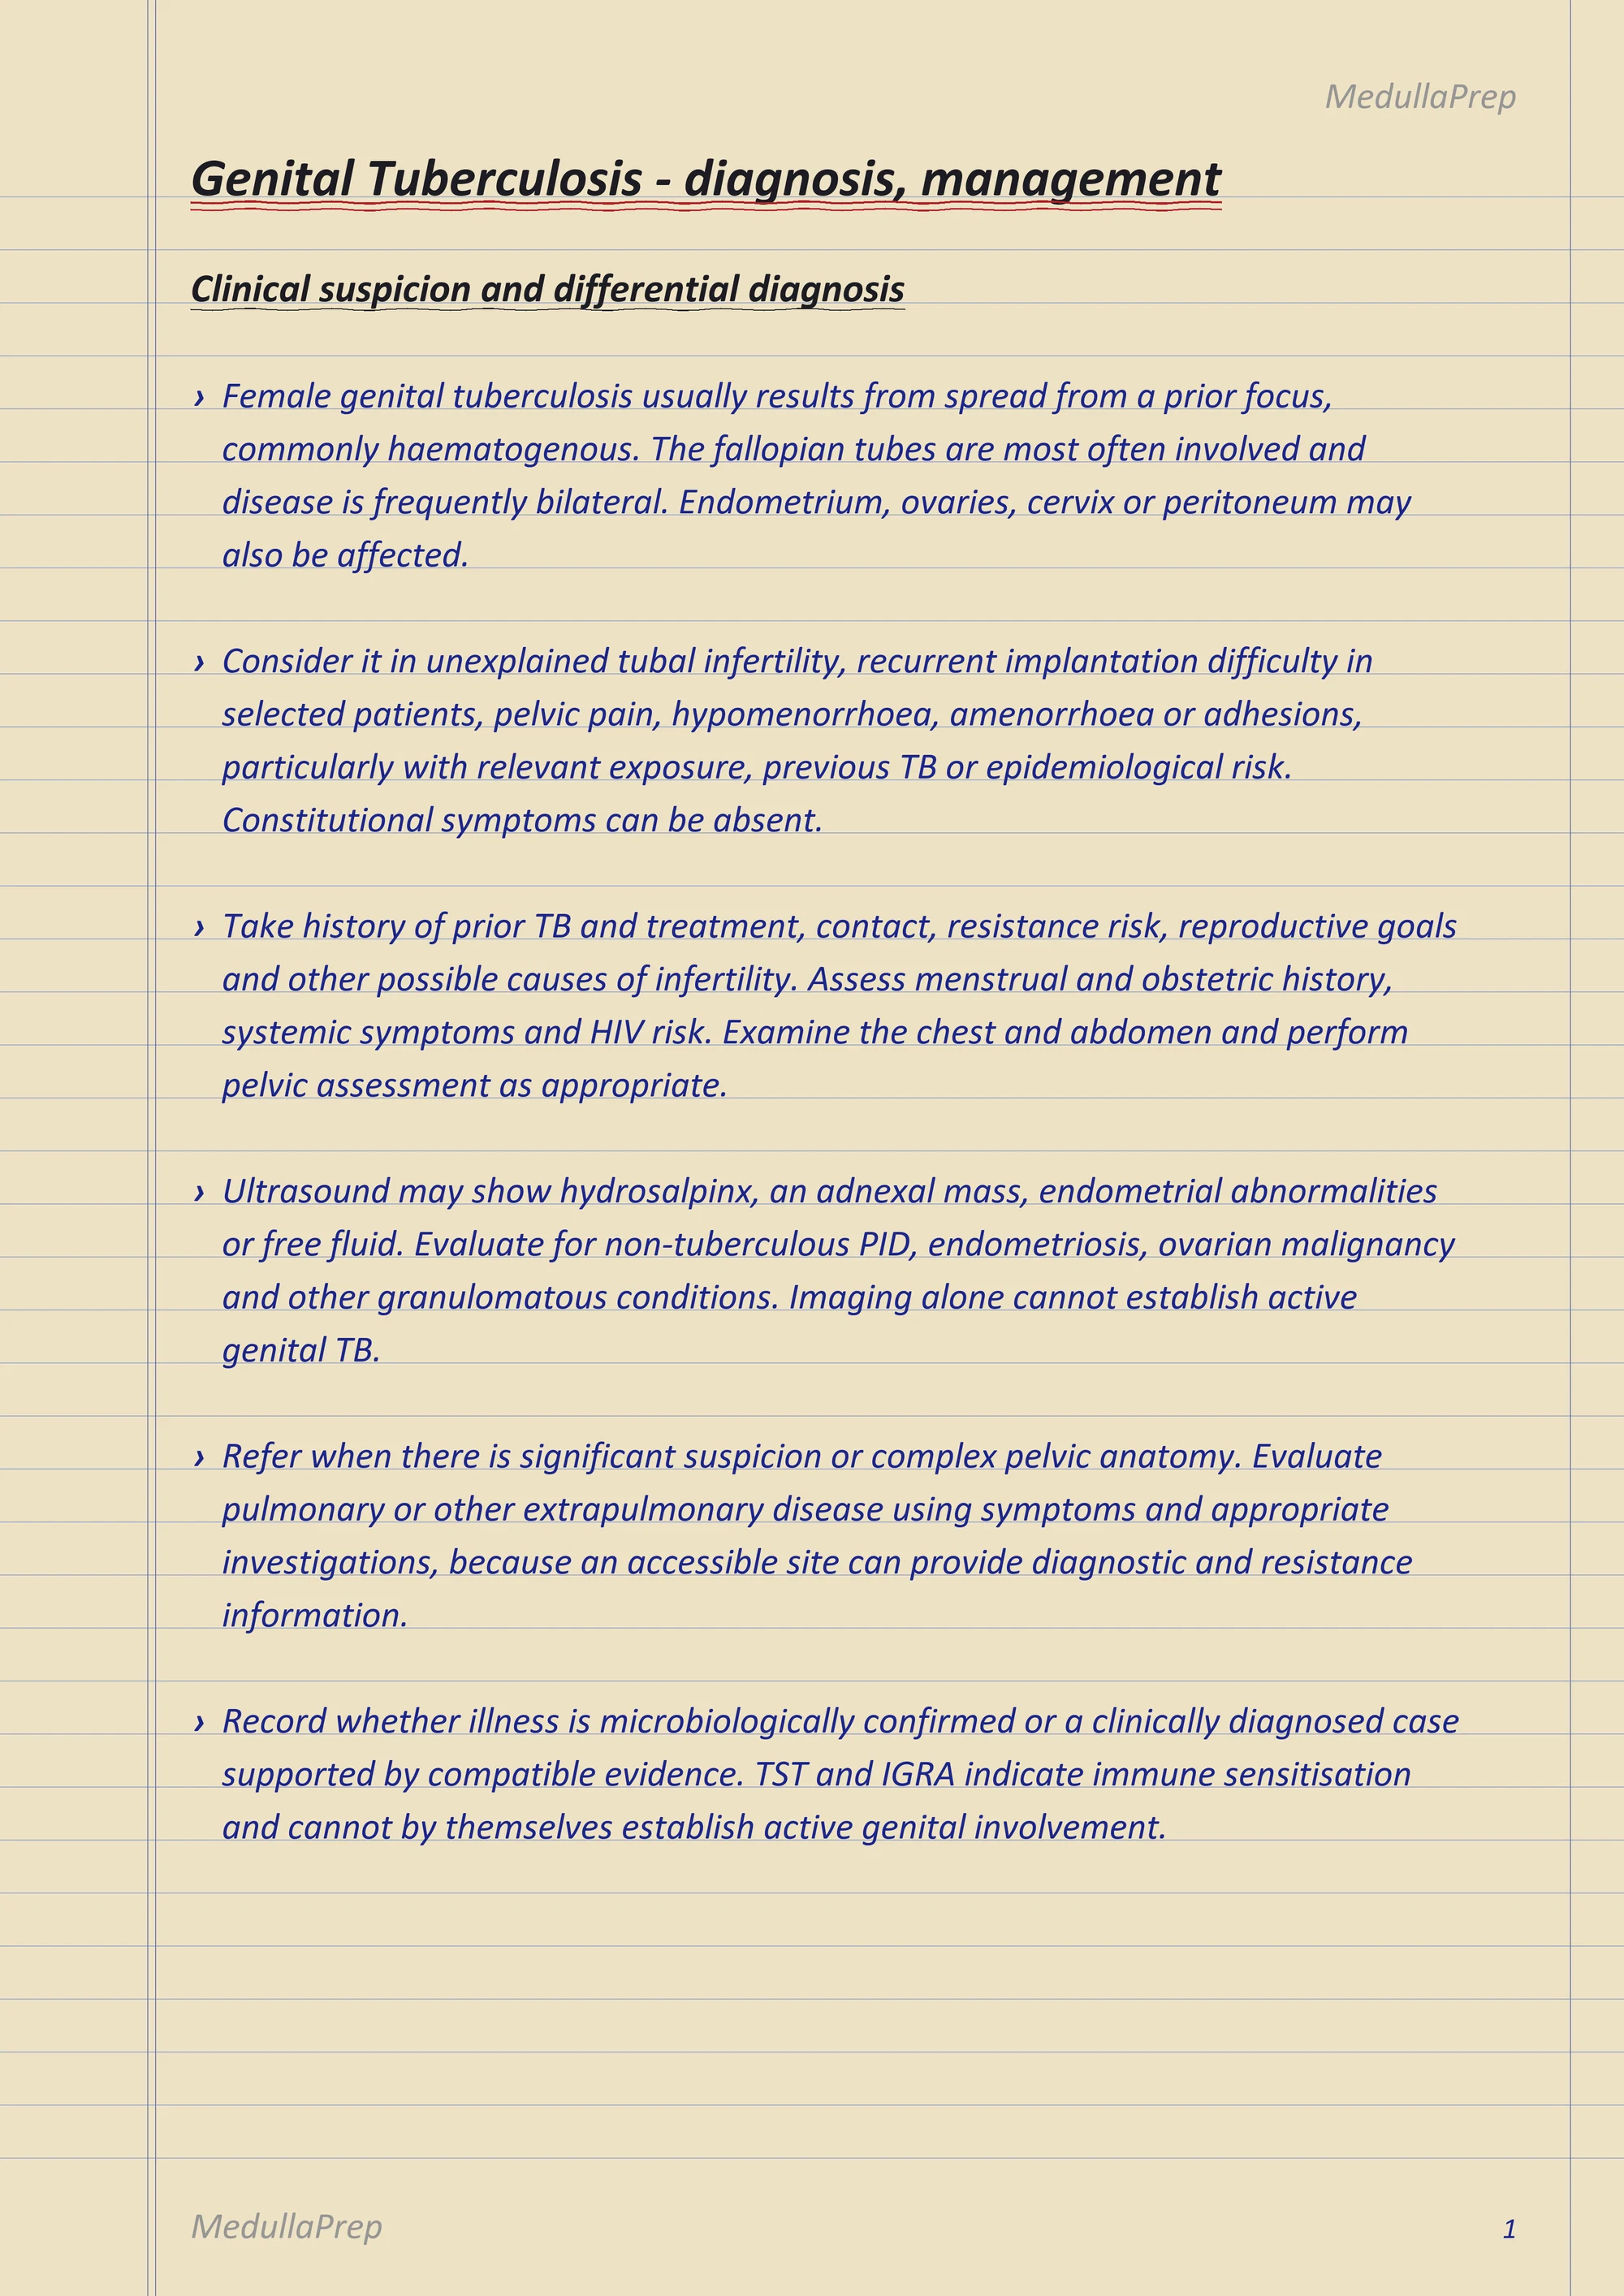 MedullaPrep
Genital Tuberculosis - diagnosis, management
Clinical suspicion and differential diagnosis
› Female genital tuberculosis usually results from spread from a prior focus,
commonly haematogenous. The fallopian tubes are most often involved and
disease is frequently bilateral. Endometrium, ovaries, cervix or peritoneum may
also be affected.
› Consider it in unexplained tubal infertility, recurrent implantation difficulty in
selected patients, pelvic pain, hypomenorrhoea, amenorrhoea or adhesions,
particularly with relevant exposure, previous TB or epidemiological risk.
Constitutional symptoms can be absent.
› Take history of prior TB and treatment, contact, resistance risk, reproductive goals
and other possible causes of infertility. Assess menstrual and obstetric history,
systemic symptoms and HIV risk. Examine the chest and abdomen and perform
pelvic assessment as appropriate.
› Ultrasound may show hydrosalpinx, an adnexal mass, endometrial abnormalities
or free fluid. Evaluate for non-tuberculous PID, endometriosis, ovarian malignancy
and other granulomatous conditions. Imaging alone cannot establish active
genital TB.
› Refer when there is significant suspicion or complex pelvic anatomy. Evaluate
pulmonary or other extrapulmonary disease using symptoms and appropriate
investigations, because an accessible site can provide diagnostic and resistance
information.
› Record whether illness is microbiologically confirmed or a clinically diagnosed case
supported by compatible evidence. TST and IGRA indicate immune sensitisation
and cannot by themselves establish active genital involvement.
MedullaPrep
1